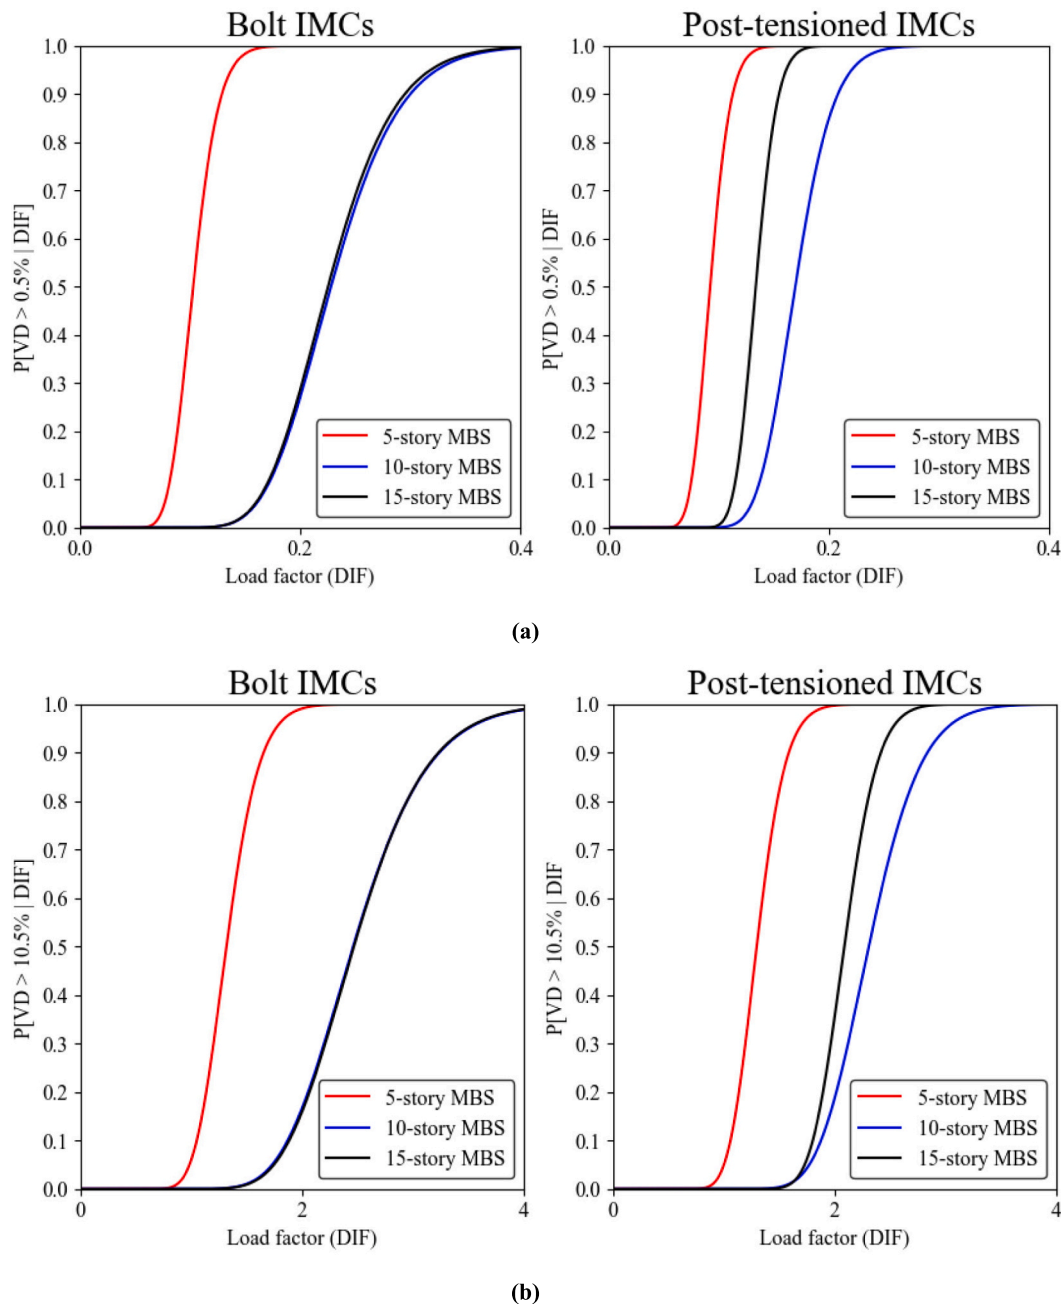 Bolt IMCs
Post-tensioned IMCs
1.0
0.9
0.8
0.7
0.6
0.5
0.4
0.3
0.2
0.1
0.0
P[VD > 0.5% | DIF]
5-story MBS
10-story MBS
15-story MBS
0.0
0.2
0.4
Load factor (DIF)
1.0
0.9
0.8
0.7
0.6
0.5
0.4
0.3
0.2
0.1
0.0
P[VD > 0.5% | DIF
5-story MBS
10-story MBS
15-story MBS
0.0
0.2
0.4
Load factor (DIF)
(a)
Bolt IMCs
Post-tensioned IMCs
1.0
0.9
0.8
0.7
0.6
0.5
0.4
0.3
0.2
0.1
0.0
P[VD > 10.5% | DIF]
5-story MBS
10-story MBS
15-story MBS
0
2
4
Load factor (DIF)
1.0
0.9
0.8
0.7
0.6
0.5
0.4
0.3
0.2
0.1
0.0
P[VD > 10.5% | DIF
5-story MBS
10-story MBS
15-story MBS
0
2
4
Load factor (DIF)
(b)